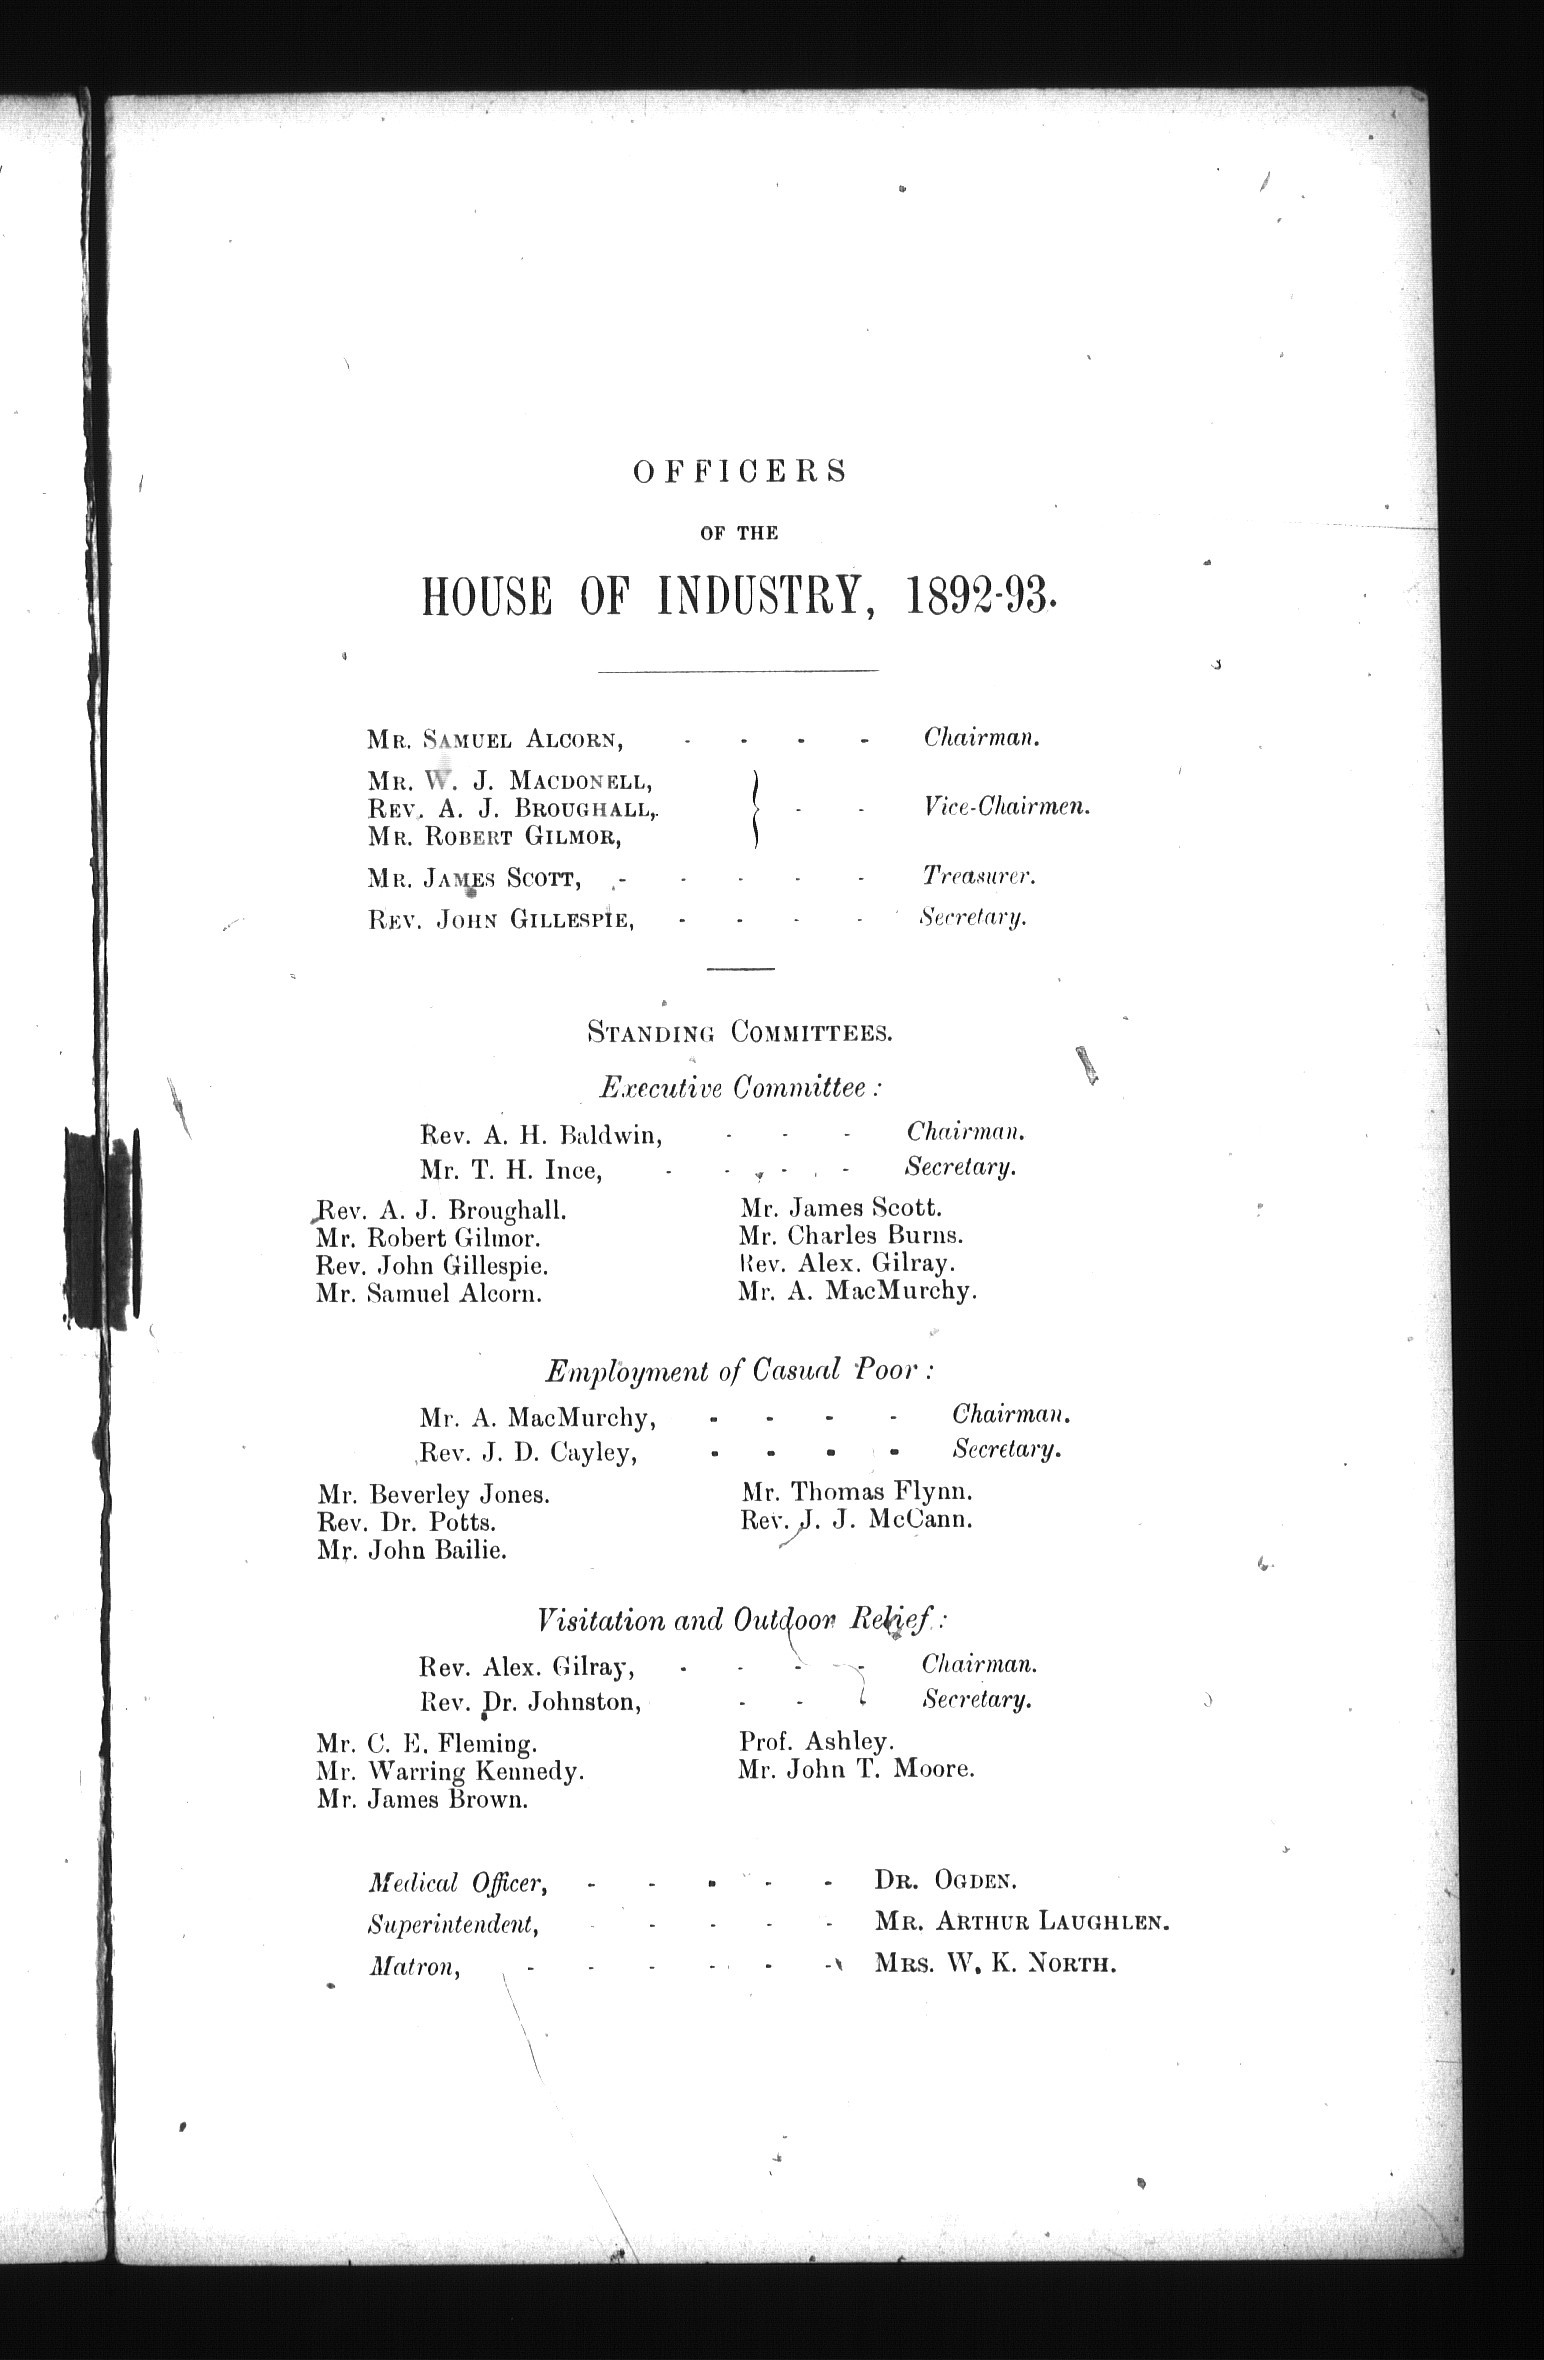 OFFICERS
OF THE
HOUSE OF INDUSTRY, 1892-93.
MR. SAMUEL ALCORN, - - - - Chairman.
MR. W. J. MACDONELL,
REV. A. J. BROUGHALL, } - - Vice-Chairmen.
MR. ROBERT GILMOR,
MR. JAMES SCOTT, - - - - - Treasurer.
REV. JOHN GILLESPIE, - - - - Secretary.
STANDING COMMITTEES.
Executive Committee :
Rev. A. H. Baldwin, - - - Chairman.
Mr. T. H. Ince, - - - - Secretary.
Rev. A. J. Broughall. Mr. James Scott.
Mr. Robert Gilmor. Mr. Charles Burns.
Rev. John Gillespie. Rev. Alex. Gilray.
Mr. Samuel Alcorn. Mr. A. MacMurchy.
Employment of Casual Poor :
Mr. A. MacMurchy, - - - - Chairman.
Rev. J. D. Cayley, - - - - Secretary.
Mr. Beverley Jones. Mr. Thomas Flynn.
Rev. Dr. Potts. Rev. J. J. McCann.
Mr. John Bailie.
Visitation and Outdoor Relief :
Rev. Alex. Gilray, - - - - Chairman.
Rev. Dr. Johnston, - - - Secretary.
Mr. C. E. Fleming. Prof. Ashley.
Mr. Warring Kennedy. Mr. John T. Moore.
Mr. James Brown.
Medical Officer, - - - - - DR. OGDEN.
Superintendent, - - - - - MR. ARTHUR LAUGHLEN.
Matron, - - - - - - MRS. W. K. NORTH.